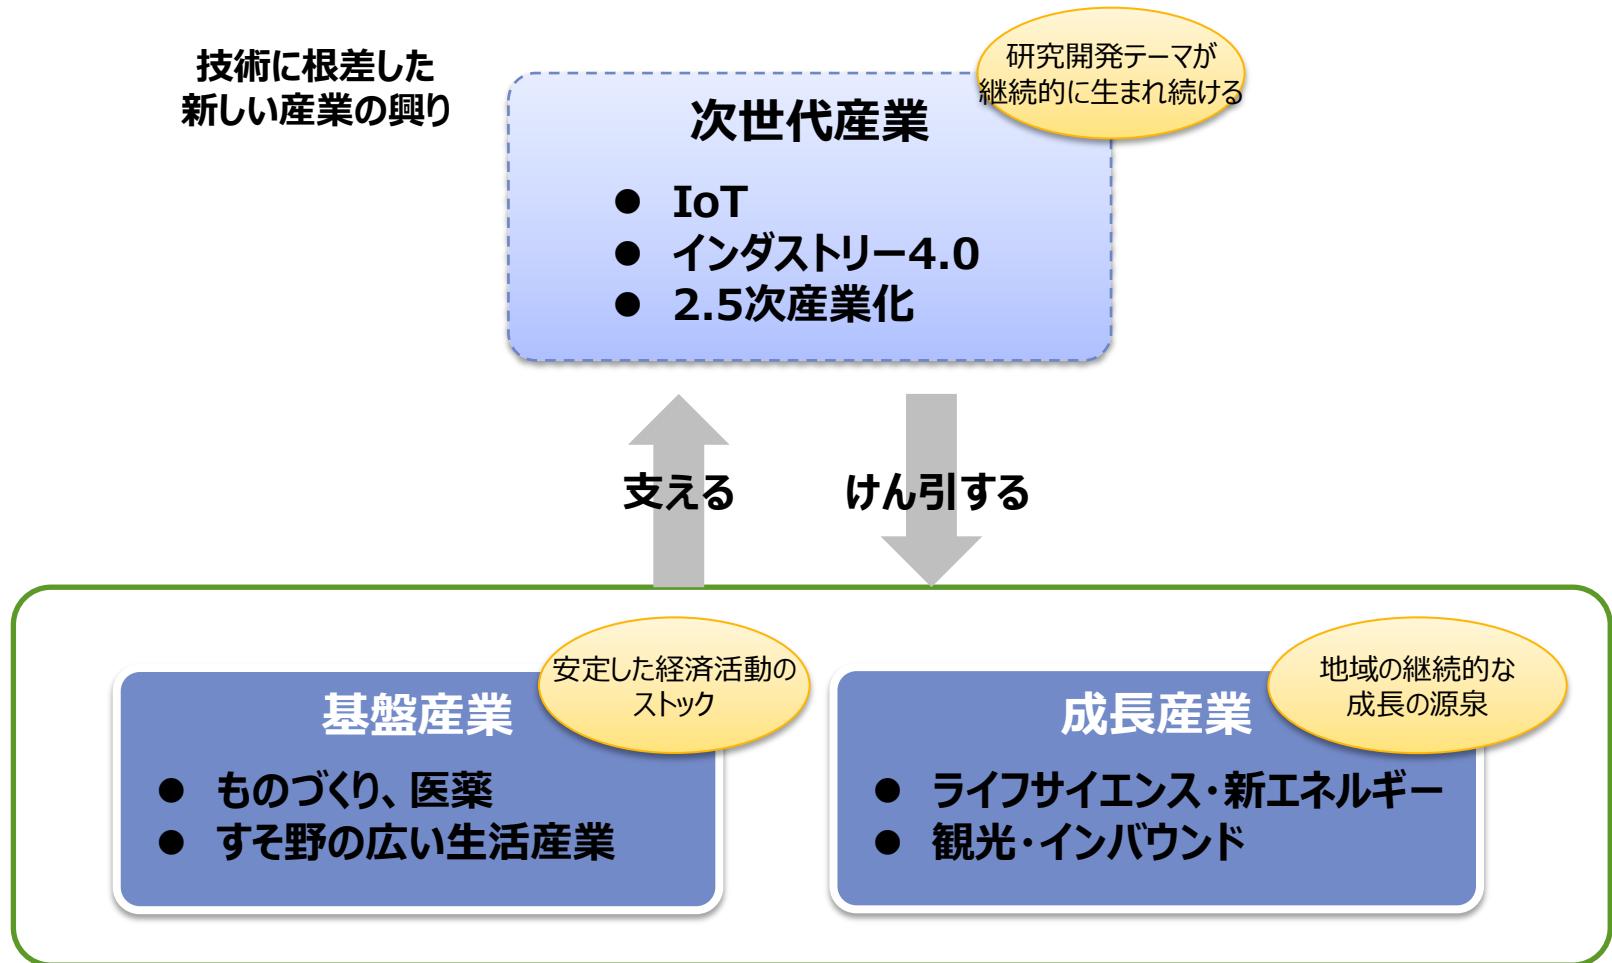 技術に根差した
新しい産業の興り
研究開発テーマが
継続的に生まれ続ける
次世代産業
● IoT
● インダストリー4.0
● 2.5次産業化
支える
けん引する
安定した経済活動の
ストック
基盤産業
● ものづくり、医薬
● すそ野の広い生活産業
地域の継続的な
成長の源泉
成長産業
● ライフサイエンス・新エネルギー
● 観光・インバウンド